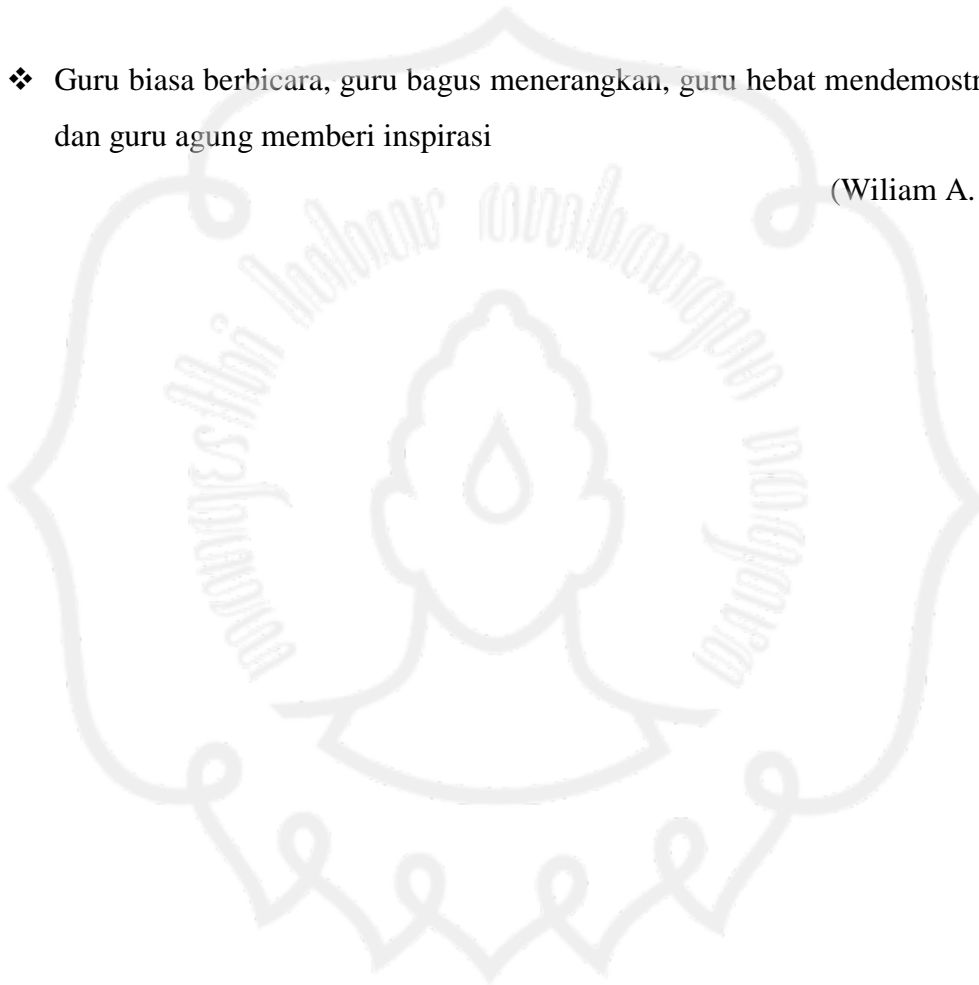 ❖ Guru biasa berbicara, guru bagus menerangkan, guru hebat mendemostr
dan guru agung memberi inspirasi
(Wiliam A.